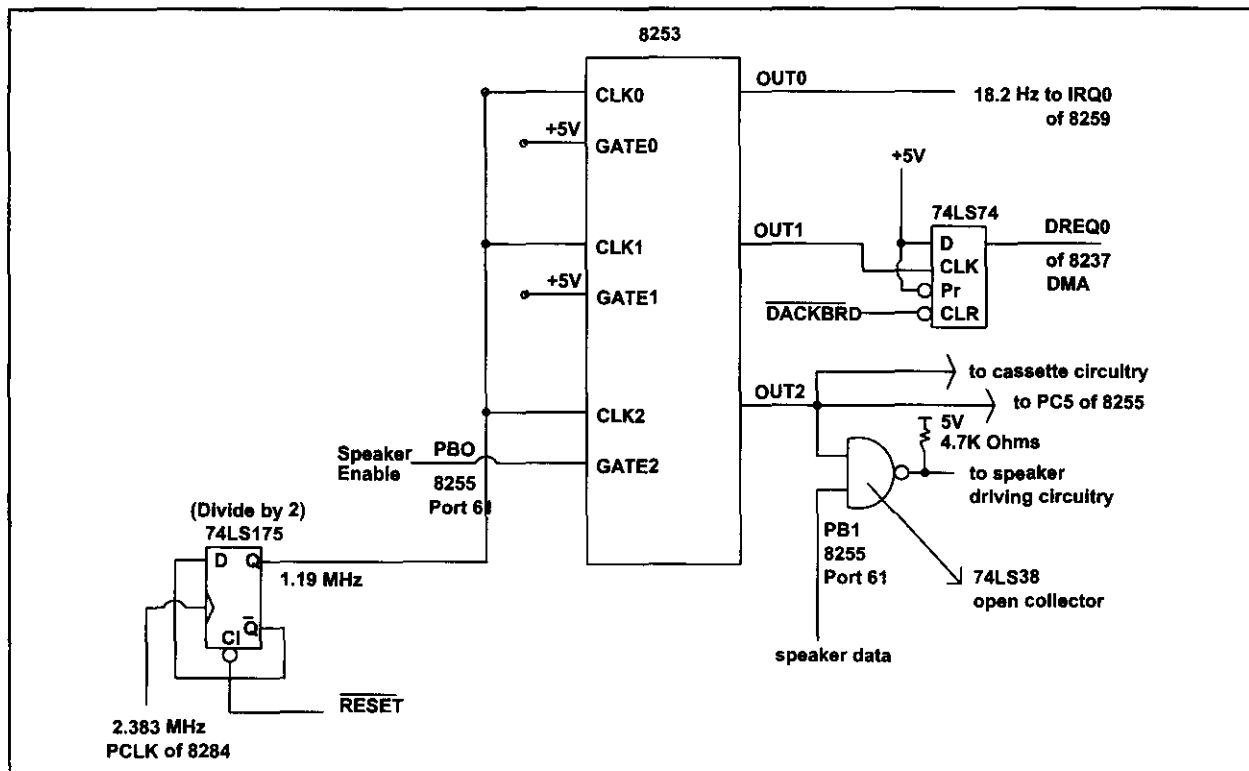 8253
OUT0
CLK0
18.2 Hz to IRQ0
of 8259
+5V
GATE0
+5V
74LS74
OUT1
DREQ0
CLK1
D
of 8237
CLK
DMA
+5V
GATE1
Pr
DACKBRD
CLR
to cassette circuitry
OUT2
to PC5 of 8255
CLK2
5V
4.7K Ohms
Speaker
Enable
PBO
GATE2
8255
Port 61
to speaker
driving circuitry
(Divide by 2)
74LS175
PB1
8255
Port 61
D Q
1.19 MHz
74LS38
open collector
Q
Cl
speaker data
RESET
2.383 MHz
PCLK of 8284